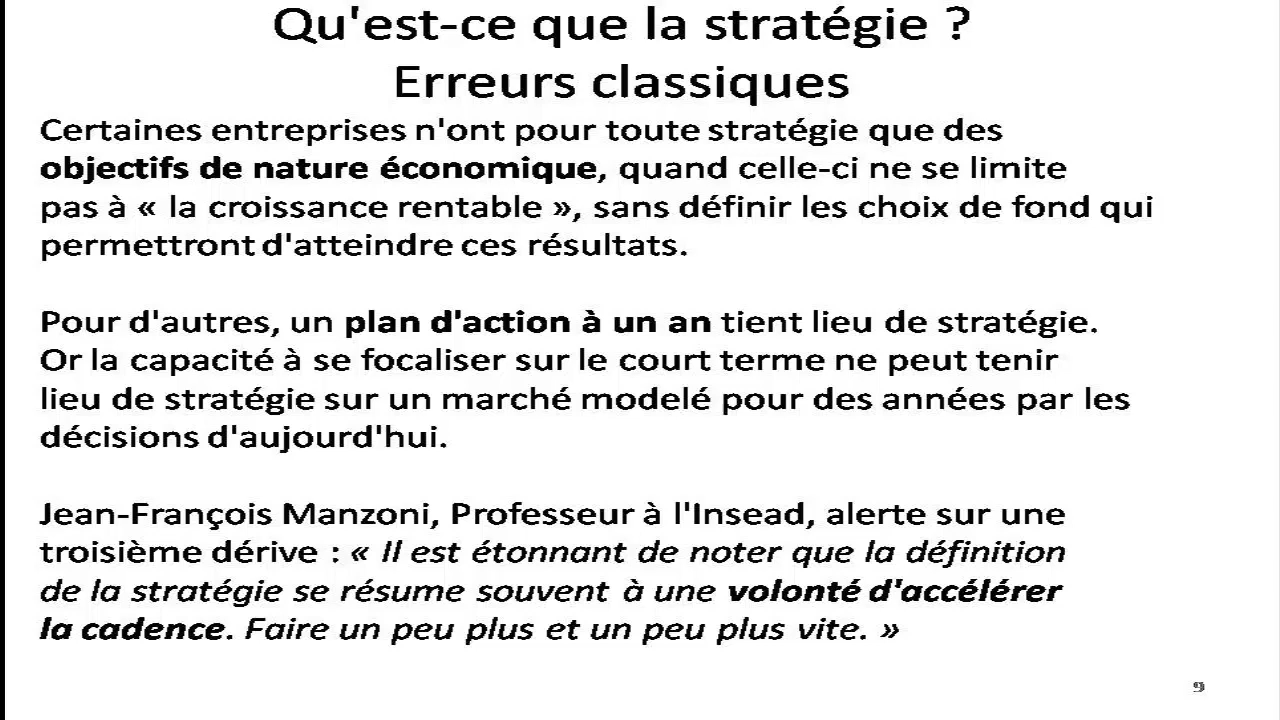 Qu'est-ce que la stratégie ?
Erreurs classiques
Certaines entreprises n'ont pour toute stratégie que des
objectifs de nature économique, quand celle-ci ne se limite
pas à « la croissance rentable », sans définir les choix de fond qui
permettront d'atteindre ces résultats.
Pour d'autres, un plan d'action à un an tient lieu de stratégie.
Or la capacité à se focaliser sur le court terme ne peut tenir
lieu de stratégie sur un marché modelé pour des années par les
décisions d'aujourd'hui.
Jean-François Manzoni, Professeur à l'Insead, alerte sur une
troisième dérive : « Il est étonnant de noter que la définition
de la stratégie se résume souvent à une volonté d'accélérer
la cadence. Faire un peu plus et un peu plus vite. »
9